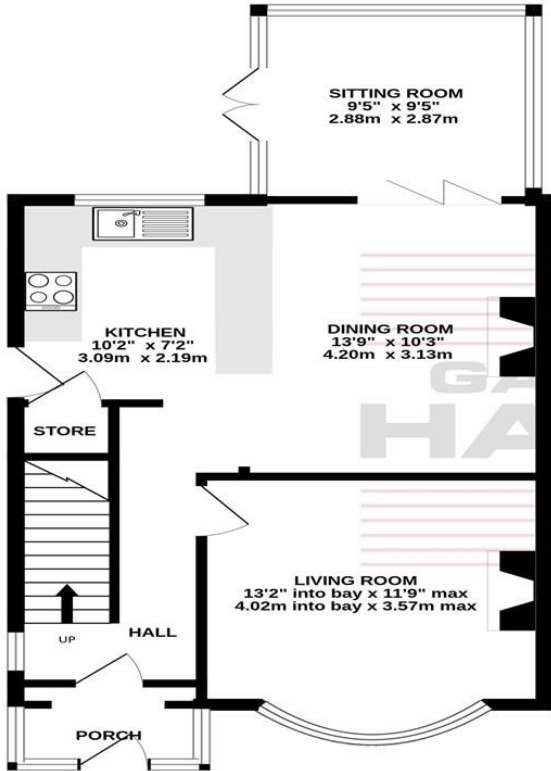 SITTING ROOM
9'5" x 9'5"
2.88m x 2.87m
KITCHEN
10'2" x 7'2"
3.09m x 2.19m
DINING ROOM
13'9" x 10'3"
4.20m x 3.13m
GA
HA
STORE
LIVING ROOM
13'2" into bay x 11'9" max
4.02m into bay x 3.57m max
UP
HALL
PORCH